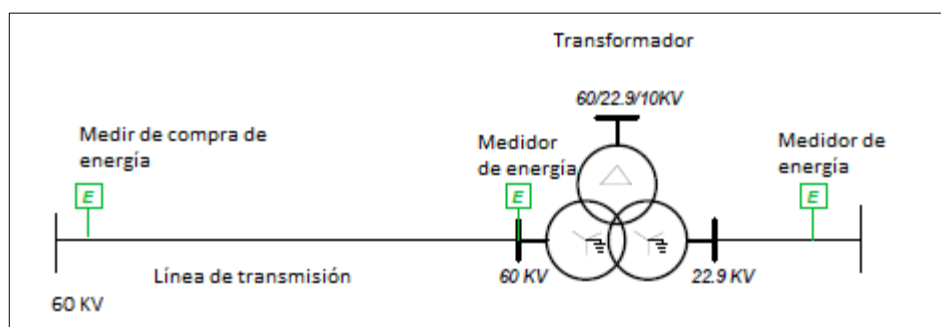 Transformador
60/22.9/10KV
Medir de compra de
energía
E
Medidor
de energía
E
Medidor de
energía
E
Línea de transmisión
60 KV
60 KV
22.9 KV